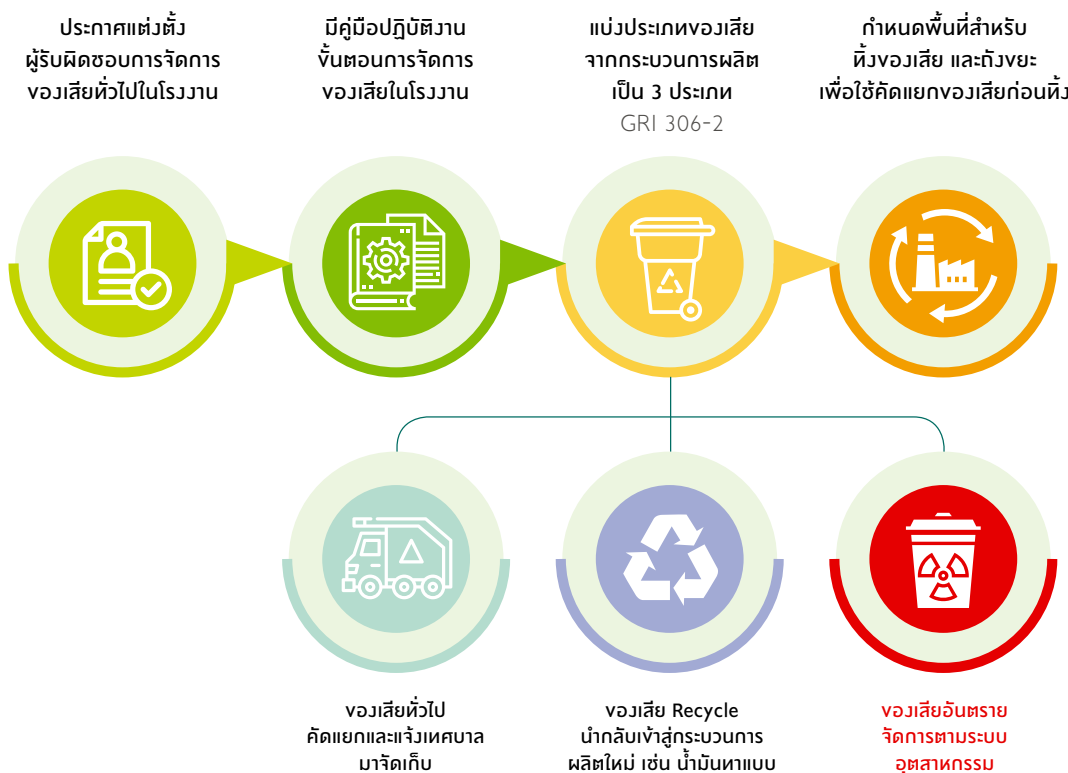 ประกาศแต่งตั้ง
ผู้รับผิดชอบการจัดการ
ของเสียทั่วไปในโรงงาน
มีคู่มือปฏิบัติงาน
ขั้นตอนการจัดการ
ของเสียในโรงงาน
แบ่งประเภทของเสีย
จากกระบวนการผลิต
เป็น 3 ประเภท
GRI 306-2
กำหนดพื้นที่สำหรับ
ทิ้งของเสีย และถังขยะ
เพื่อใช้คัดแยกของเสียก่อนทิ้ง
ของเสียทั่วไป
คัดแยกและแจ้งเทศบาล
มาจัดเก็บ
ของเสีย Recycle
นำกลับเข้าสู่กระบวนการ
ผลิตใหม่ เช่น น้ำมันทาแบบ
ของเสียอันตราย
จัดการตามระบบ
อุตสาหกรรม